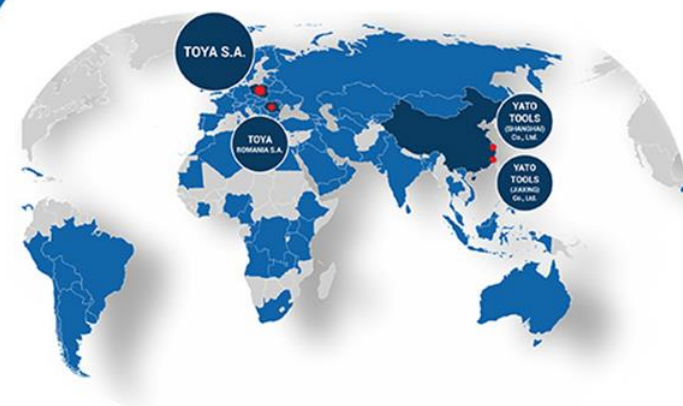 TOYA S.A.
TOYA
ROMANIA S.A.
YATO
TOOLS
(SHANGHAI)
Co., Ltd.
YATO
TOOLS
(JIAXING)
Co., Ltd.